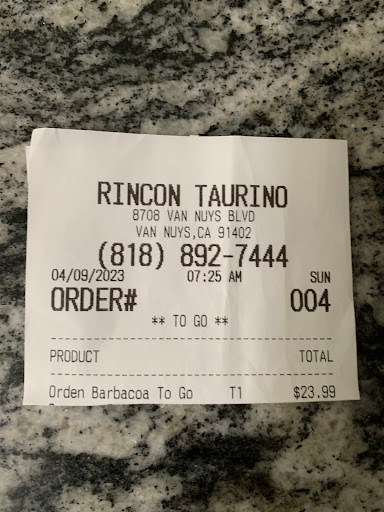 RINCON TAURINO
8708 VAN NUYS BLVD
VAN NUYS,CA 91402
(818) 892-7444
04/09/2023 07:25 AM SUN
ORDER# 004
** TO GO **
PRODUCT TOTAL
Orden Barbacoa To Go T1 $23.99